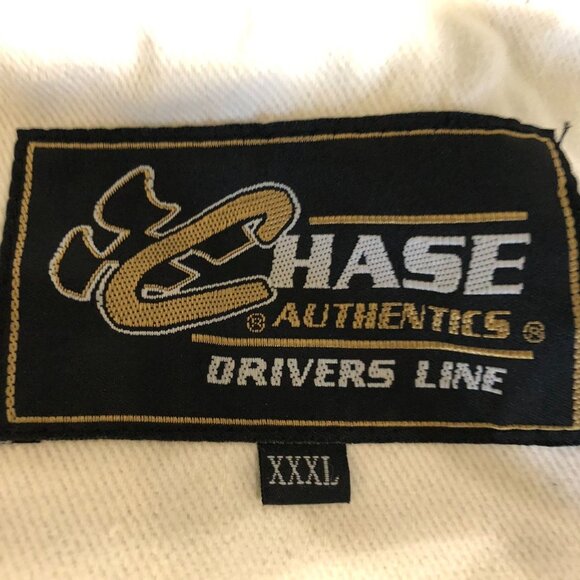 CHASE
® AUTHENTICS ®
DRIVERS LINE
XXXL